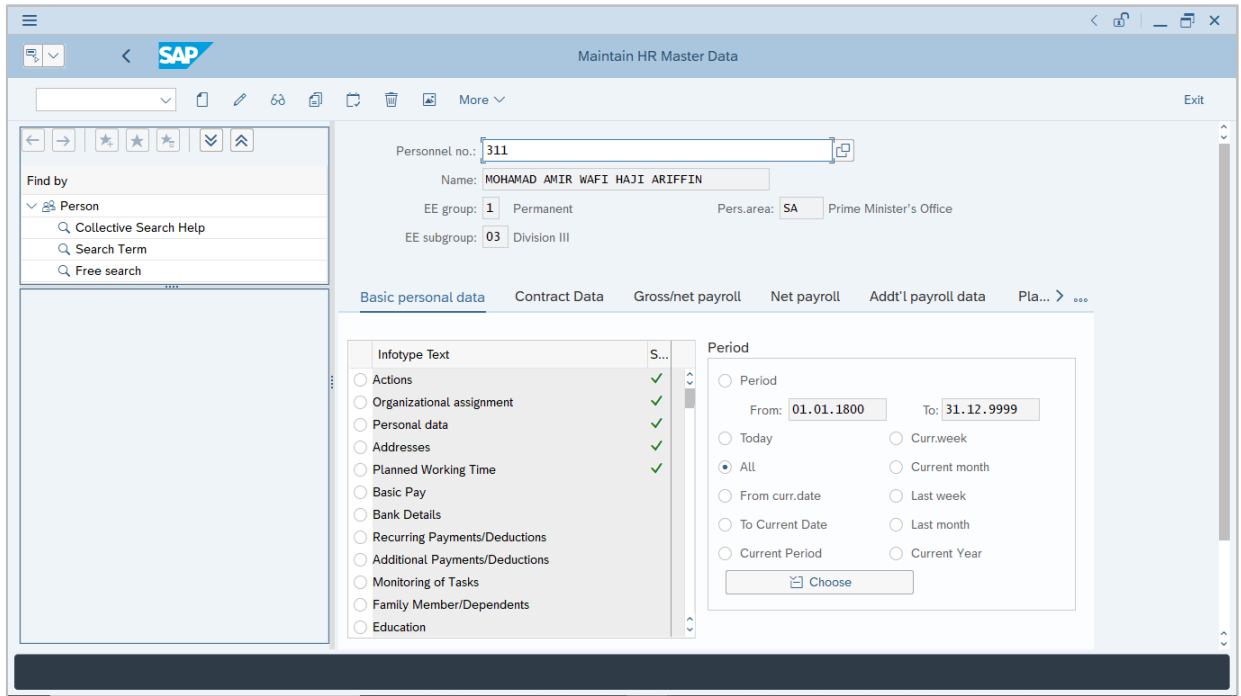 SAP
Maintain HR Master Data
More
Exit
Find by
Person
Collective Search Help
Search Term
Free search
Personnel no.: 311
Name: MOHAMAD AMIR WAFI HAJI ARIFFIN
EE group: 1 Permanent Pers.area: SA Prime Minister's Office
EE subgroup: 03 Division III
Basic personal data Contract Data Gross/net payroll Net payroll Addt'l payroll data Pla...
Infotype Text S...
Actions
Organizational assignment
Personal data
Addresses
Planned Working Time
Basic Pay
Bank Details
Recurring Payments/Deductions
Additional Payments/Deductions
Monitoring of Tasks
Family Member/Dependents
Education
Period
Period
From: 01.01.1800 To: 31.12.9999
Today Curr.week
All Current month
From curr.date Last week
To Current Date Last month
Current Period Current Year
Choose